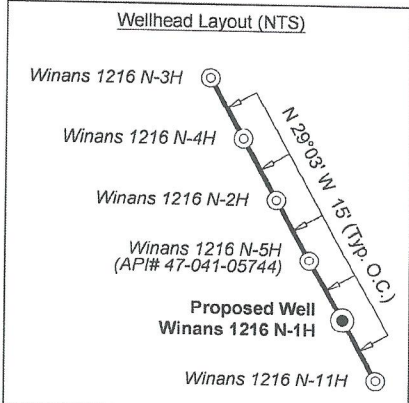 Wellhead Layout (NTS)
Winans 1216 N-3H
Winans 1216 N-4H
N 29°03' W 15' (Typ. O.C.)
Winans 1216 N-2H
Winans 1216 N-5H
(API# 47-041-05744)
Proposed Well
Winans 1216 N-1H
Winans 1216 N-11H